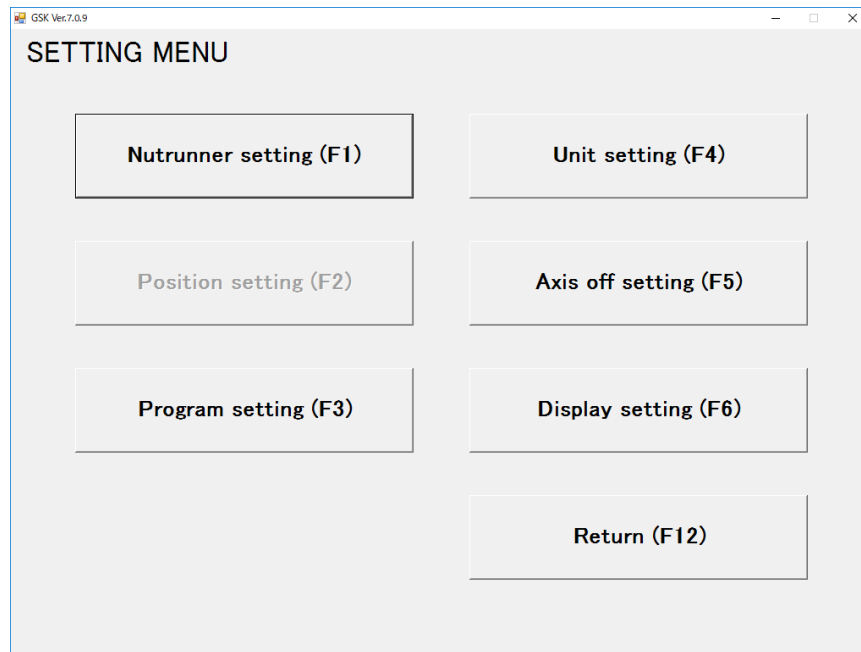 GSK Ver.7.0.9
SETTING MENU
Nutrunner setting (F1)
Unit setting (F4)
Position setting (F2)
Axis off setting (F5)
Program setting (F3)
Display setting (F6)
Return (F12)